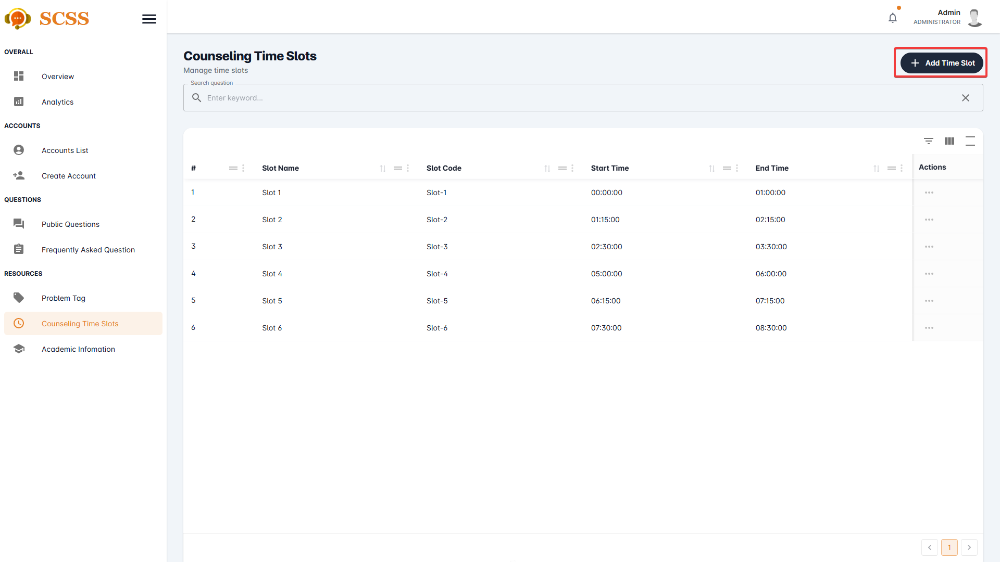 SCSS
Admin
ADMINISTRATOR
OVERALL
Overview
Analytics
ACCOUNTS
Accounts List
Create Account
QUESTIONS
Public Questions
Frequently Asked Question
RESOURCES
Problem Tag
Counseling Time Slots
Academic Infomation
Counseling Time Slots
Manage time slots
Add Time Slot
Search question
Enter keyword...
# Slot Name Slot Code Start Time End Time Actions
1 Slot 1 Slot-1 00:00:00 01:00:00
2 Slot 2 Slot-2 01:15:00 02:15:00
3 Slot 3 Slot-3 02:30:00 03:30:00
4 Slot 4 Slot-4 05:00:00 06:00:00
5 Slot 5 Slot-5 06:15:00 07:15:00
6 Slot 6 Slot-6 07:30:00 08:30:00
1